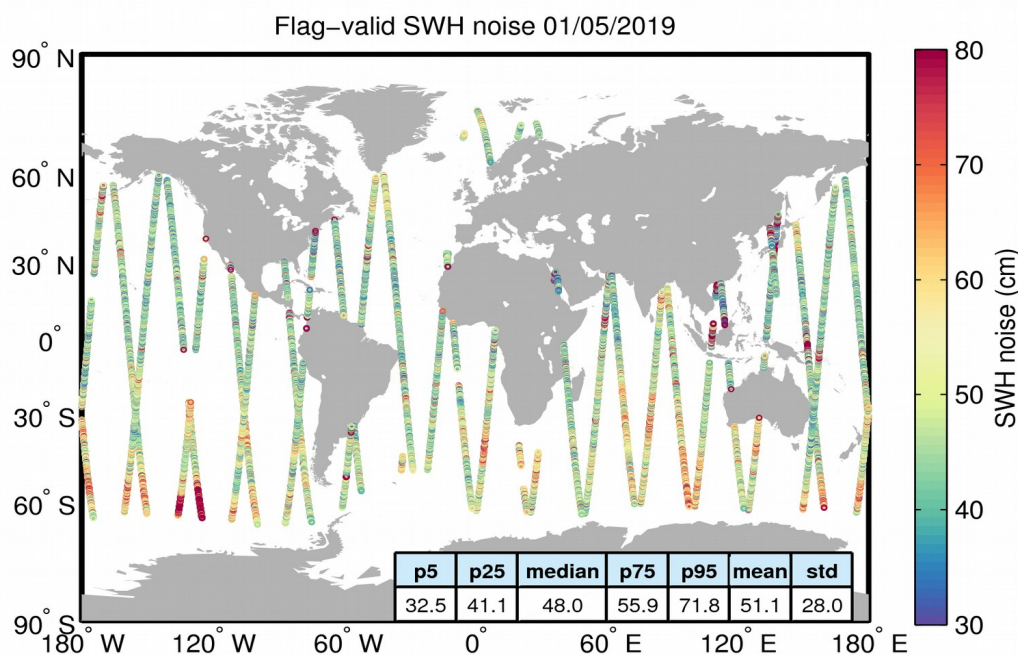 Flag−valid SWH noise 01/05/2019
90° N
60° N
30° N
0°
30° S
60° S
90° S
180° W
120° W
60° W
0°
60° E
120° E
180° E
80
70
60
50
40
30
SWH noise (cm)
p5 p25 median p75 p95 mean std
32.5 41.1 48.0 55.9 71.8 51.1 28.0